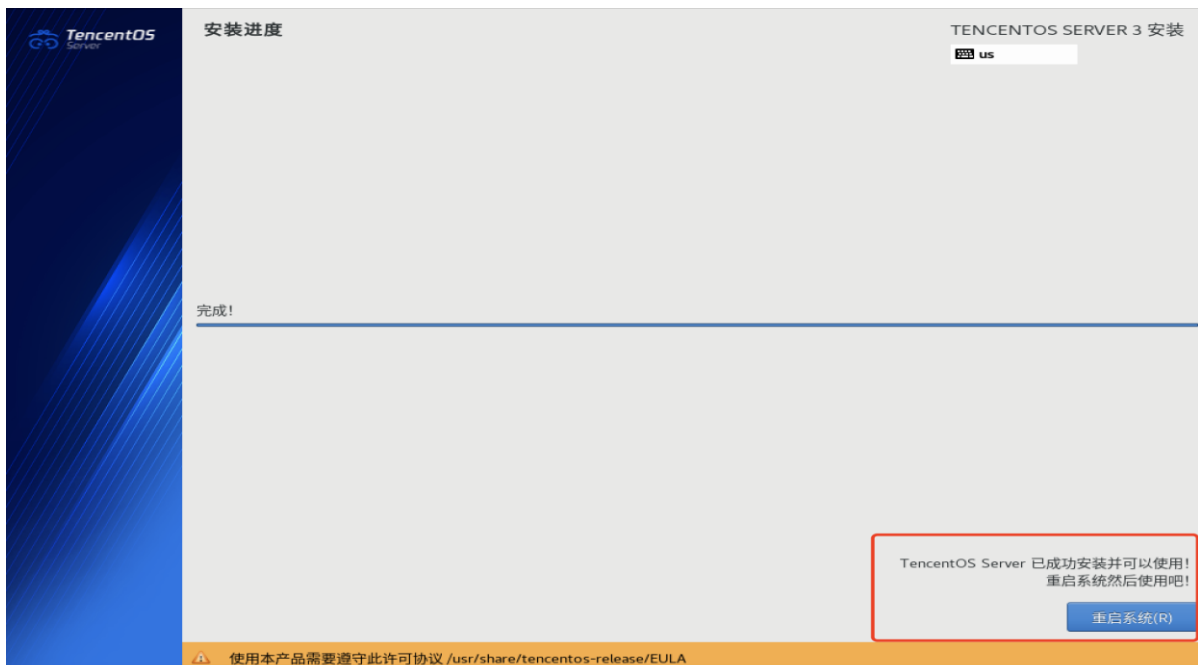 TencentOS
Server
安装进度
TENCENTOS SERVER 3 安装
us
完成!
TencentOS Server 已成功安装并可以使用!
重启系统然后使用吧!
重启系统(R)
使用本产品需要遵守此许可协议 /usr/share/tencentos-release/EULA